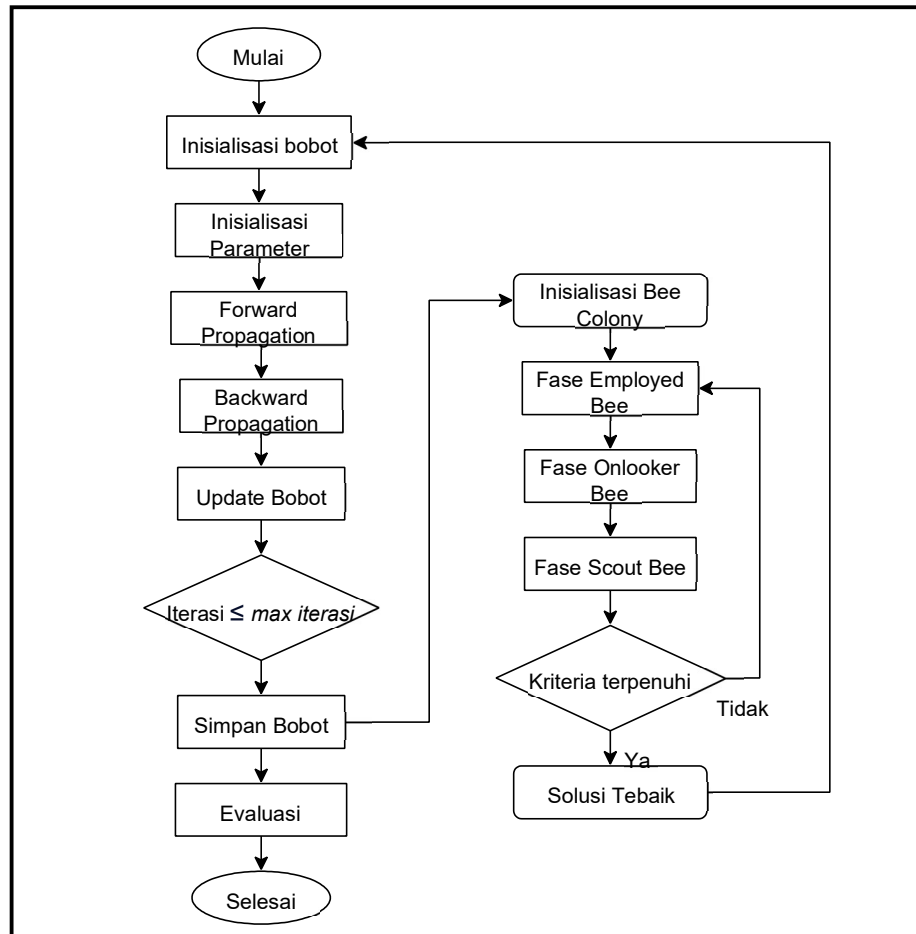 Mulai
Inisialisasi bobot
Inisialisasi
Parameter
Forward
Propagation
Backward
Propagation
Update Bobot
Iterasi ≤ max iterasi
Simpan Bobot
Evaluasi
Selesai
Inisialisasi Bee
Colony
Fase Employed
Bee
Fase Onlooker
Bee
Fase Scout Bee
Kriteria terpenuhi
Tidak
Ya
Solusi Tebaik